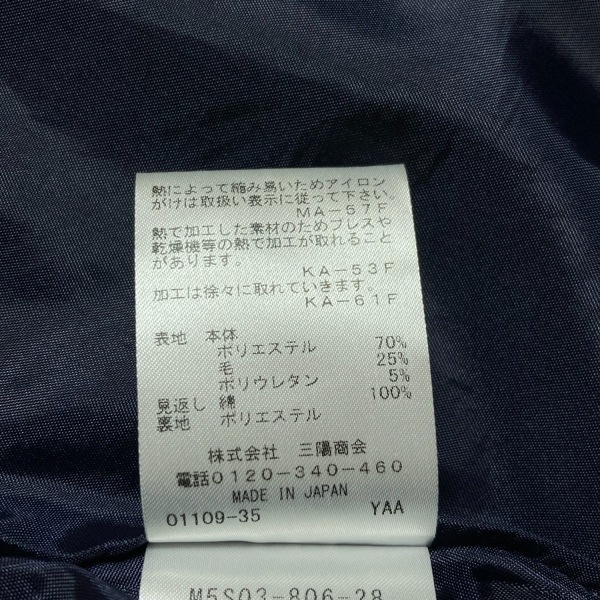 熱によって縮み易いためアイロン
がけは取扱い表示に従って下さい。
MA-57F
熱で加工した素材のためプレスや
乾燥機等の熱で加工が取れること
があります。
KA-53F
加工は徐々に取れていきます。
KA-61F
表地 本体
ポリエステル 70%
毛 25%
ポリウレタン 5%
見返し 綿 100%
裏地 ポリエステル
株式会社 三陽商会
電話0120-340-460
MADE IN JAPAN
01109-35 YAA
M5S03-806-28